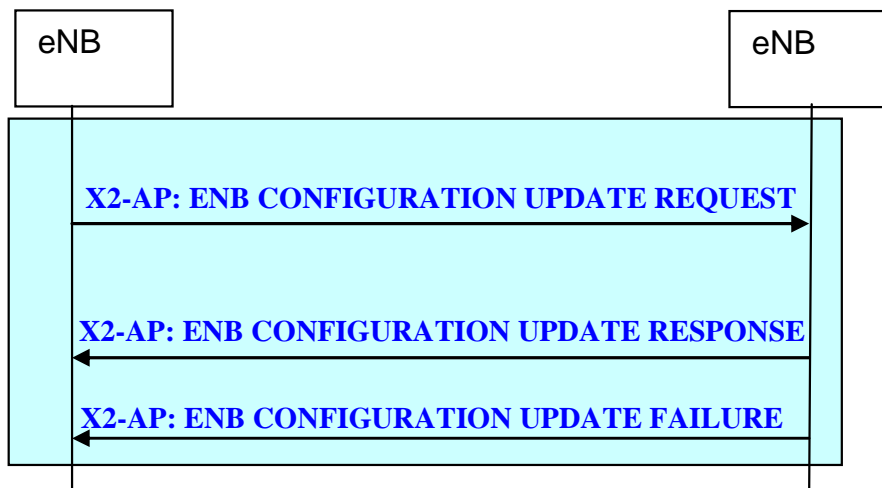 eNB
eNB
X2-AP: ENB CONFIGURATION UPDATE REQUEST
X2-AP: ENB CONFIGURATION UPDATE RESPONSE
X2-AP: ENB CONFIGURATION UPDATE FAILURE